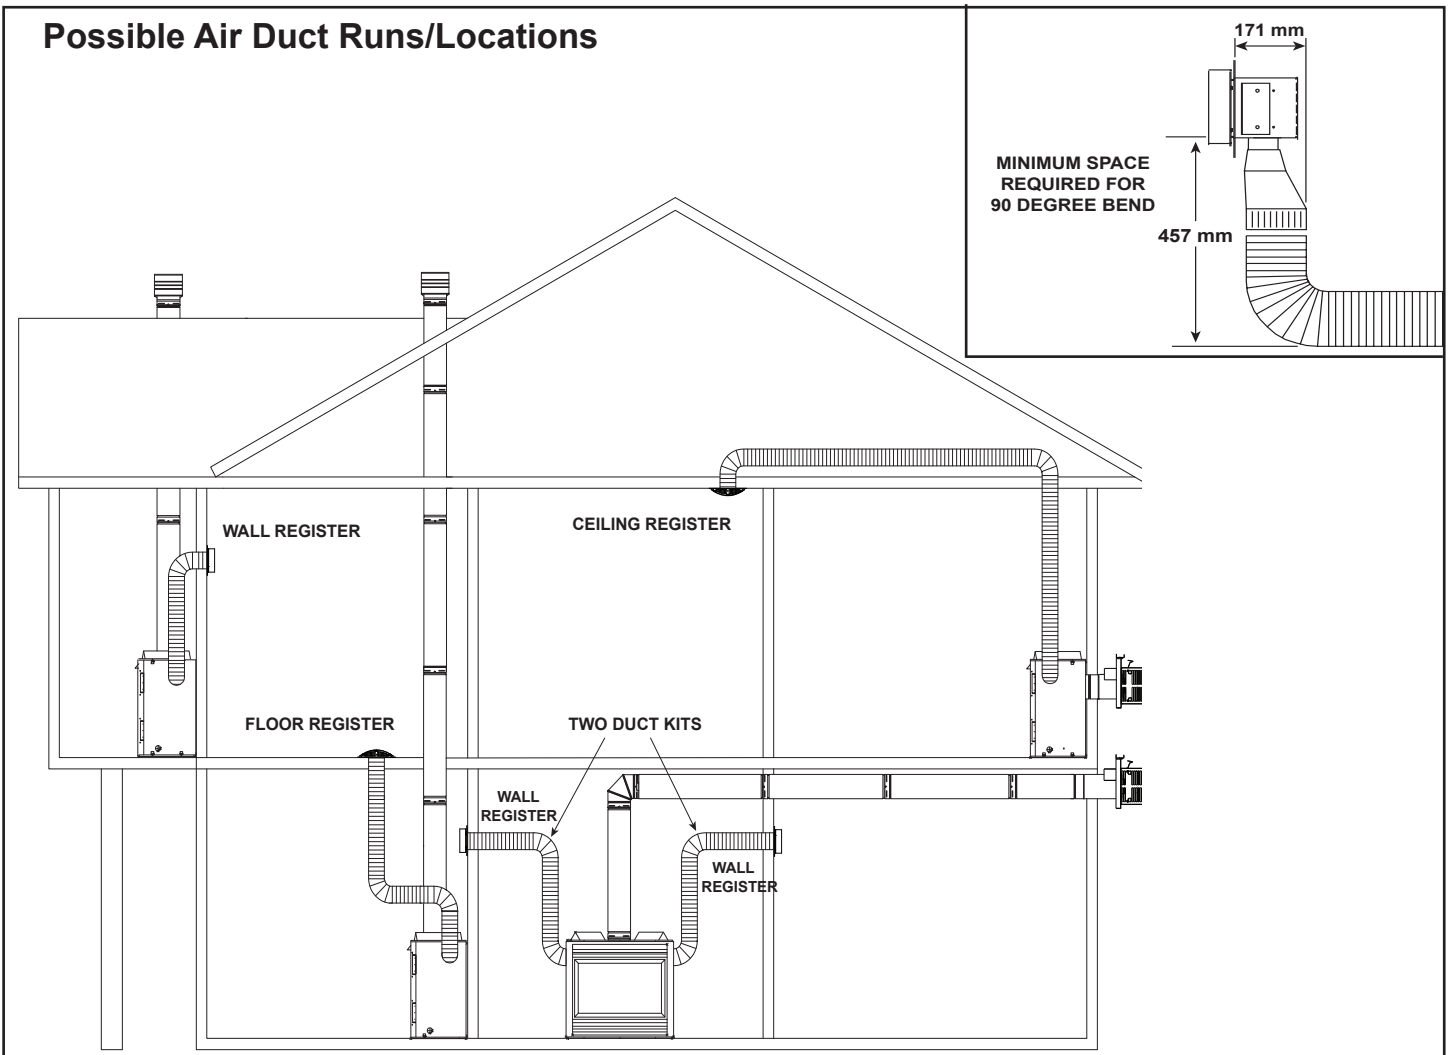 Possible Air Duct Runs/Locations
171 mm
MINIMUM SPACE
REQUIRED FOR
90 DEGREE BEND
457 mm
WALL REGISTER
CEILING REGISTER
FLOOR REGISTER
TWO DUCT KITS
WALL
REGISTER
WALL
REGISTER